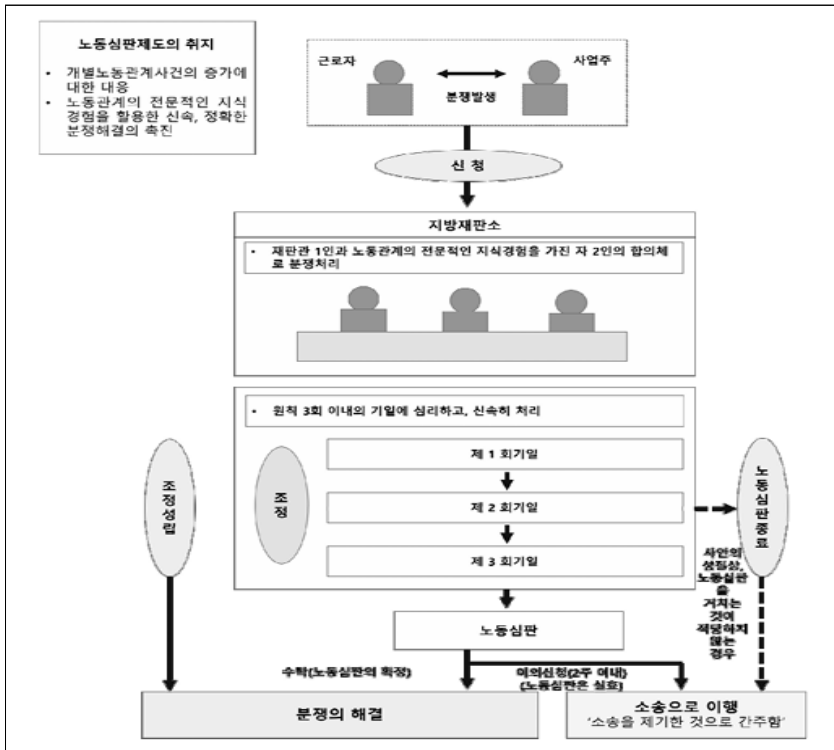 노동심판제도의 취지
• 개별노동관계사건의 증가에
대한 대응
• 노동관계의 전문적인 지식
경험을 활용한 신속, 정확한
분쟁해결의 촉진
근로자
사업주
분쟁발생
신 청
지방재판소
• 재판관 1인과 노동관계의 전문적인 지식경험을 가진 자 2인의 합의체
로 분쟁처리
• 원칙 3회 이내의 기일에 심리하고, 신속히 처리
조정성립
조정
제 1 회기일
제 2 회기일
제 3 회기일
노동심판종료
사안의
성질상,
노동심판
을
거치는
것이
적당하지
않는
경우
노동심판
수락(노동심판의 확정)
이의신청(2주 이내)
(노동심판은 실효)
분쟁의 해결
소송으로 이행
'소송을 제기한 것으로 간주함'